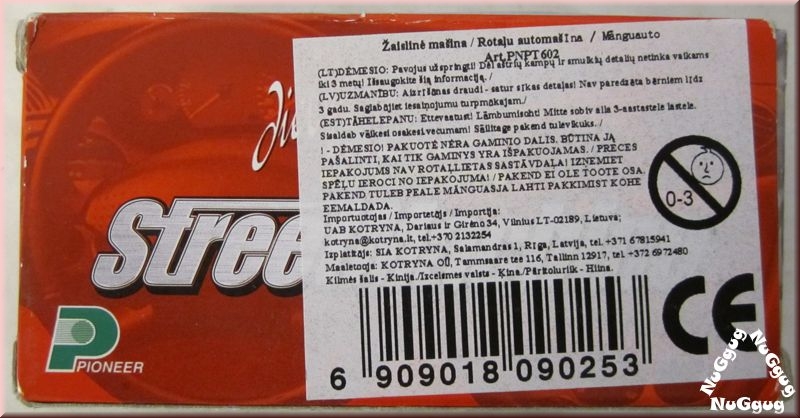 Žaislinė mašina / Rotaļu automašīna / Mänguauto
Art.PNPT602
(LT)DĖMESIO: Pavojus užspringti! Dėl aštrių kampų ir smulkių detalių netinka vaikams
iki 3 metų! Išsaugokite šią informaciją. /
(LV)UZMANĪBU: Aizrīšanas draudi - satur sīkas detaļas! Nav paredzēta bērniem līdz
3 gadu. Saglabājiet iesaiņojumu turpmākajam./
(EST)TÄHELEPANU: Ettevaatust! Lämbumisoht! Mitte sobiv alla 3-aastastele lastele.
Sisaldab väikesi osakesi vecumam! Säilitage pakend tulevikuks. /
! - DĖMESIO! PAKUOTĖ NĖRA GAMINIO DALIS. BŪTINA JĄ
PAŠALINTI, KAI TIK GAMINYS YRA IŠPAKUOJAMAS. / PRECES
IEPAKOJUMS NAV ROTAĻLIETAS SASTĀVDAĻA! IZŅEMIET
SPĒĻU IEROCI NO IEPAKOJUMA! / PAKEND EI OLE TOOTE OSA.
PAKEND TULEB PEALE MÄNGUASJA LAHTI PAKKIMIST KOHE
EEMALDADA.
0-3
Importuotojas / Importetājs / Importija:
UAB KOTRYNA, Dariaus ir Girėno 34, Vilnius LT-02189, Lietuva;
kotryna@kotryna.lt, tel.+370 2132254
Izplatītājs: SIA KOTRYNA, Salamandras 1, Rīga, Latvija, tel. +371 67815941
Maaletooja: KOTRYNA OÜ, Tammsaare tee 116, Tallinn 12917, tel +372 6972480
Kilmės šalis - Kinija./Izcelsmes valsts - Ķīna./Päritoluriik - Hiina.
Stree
PIONEER
CE
6 909018 090253
NuGgug
NuGgug
NuGgug